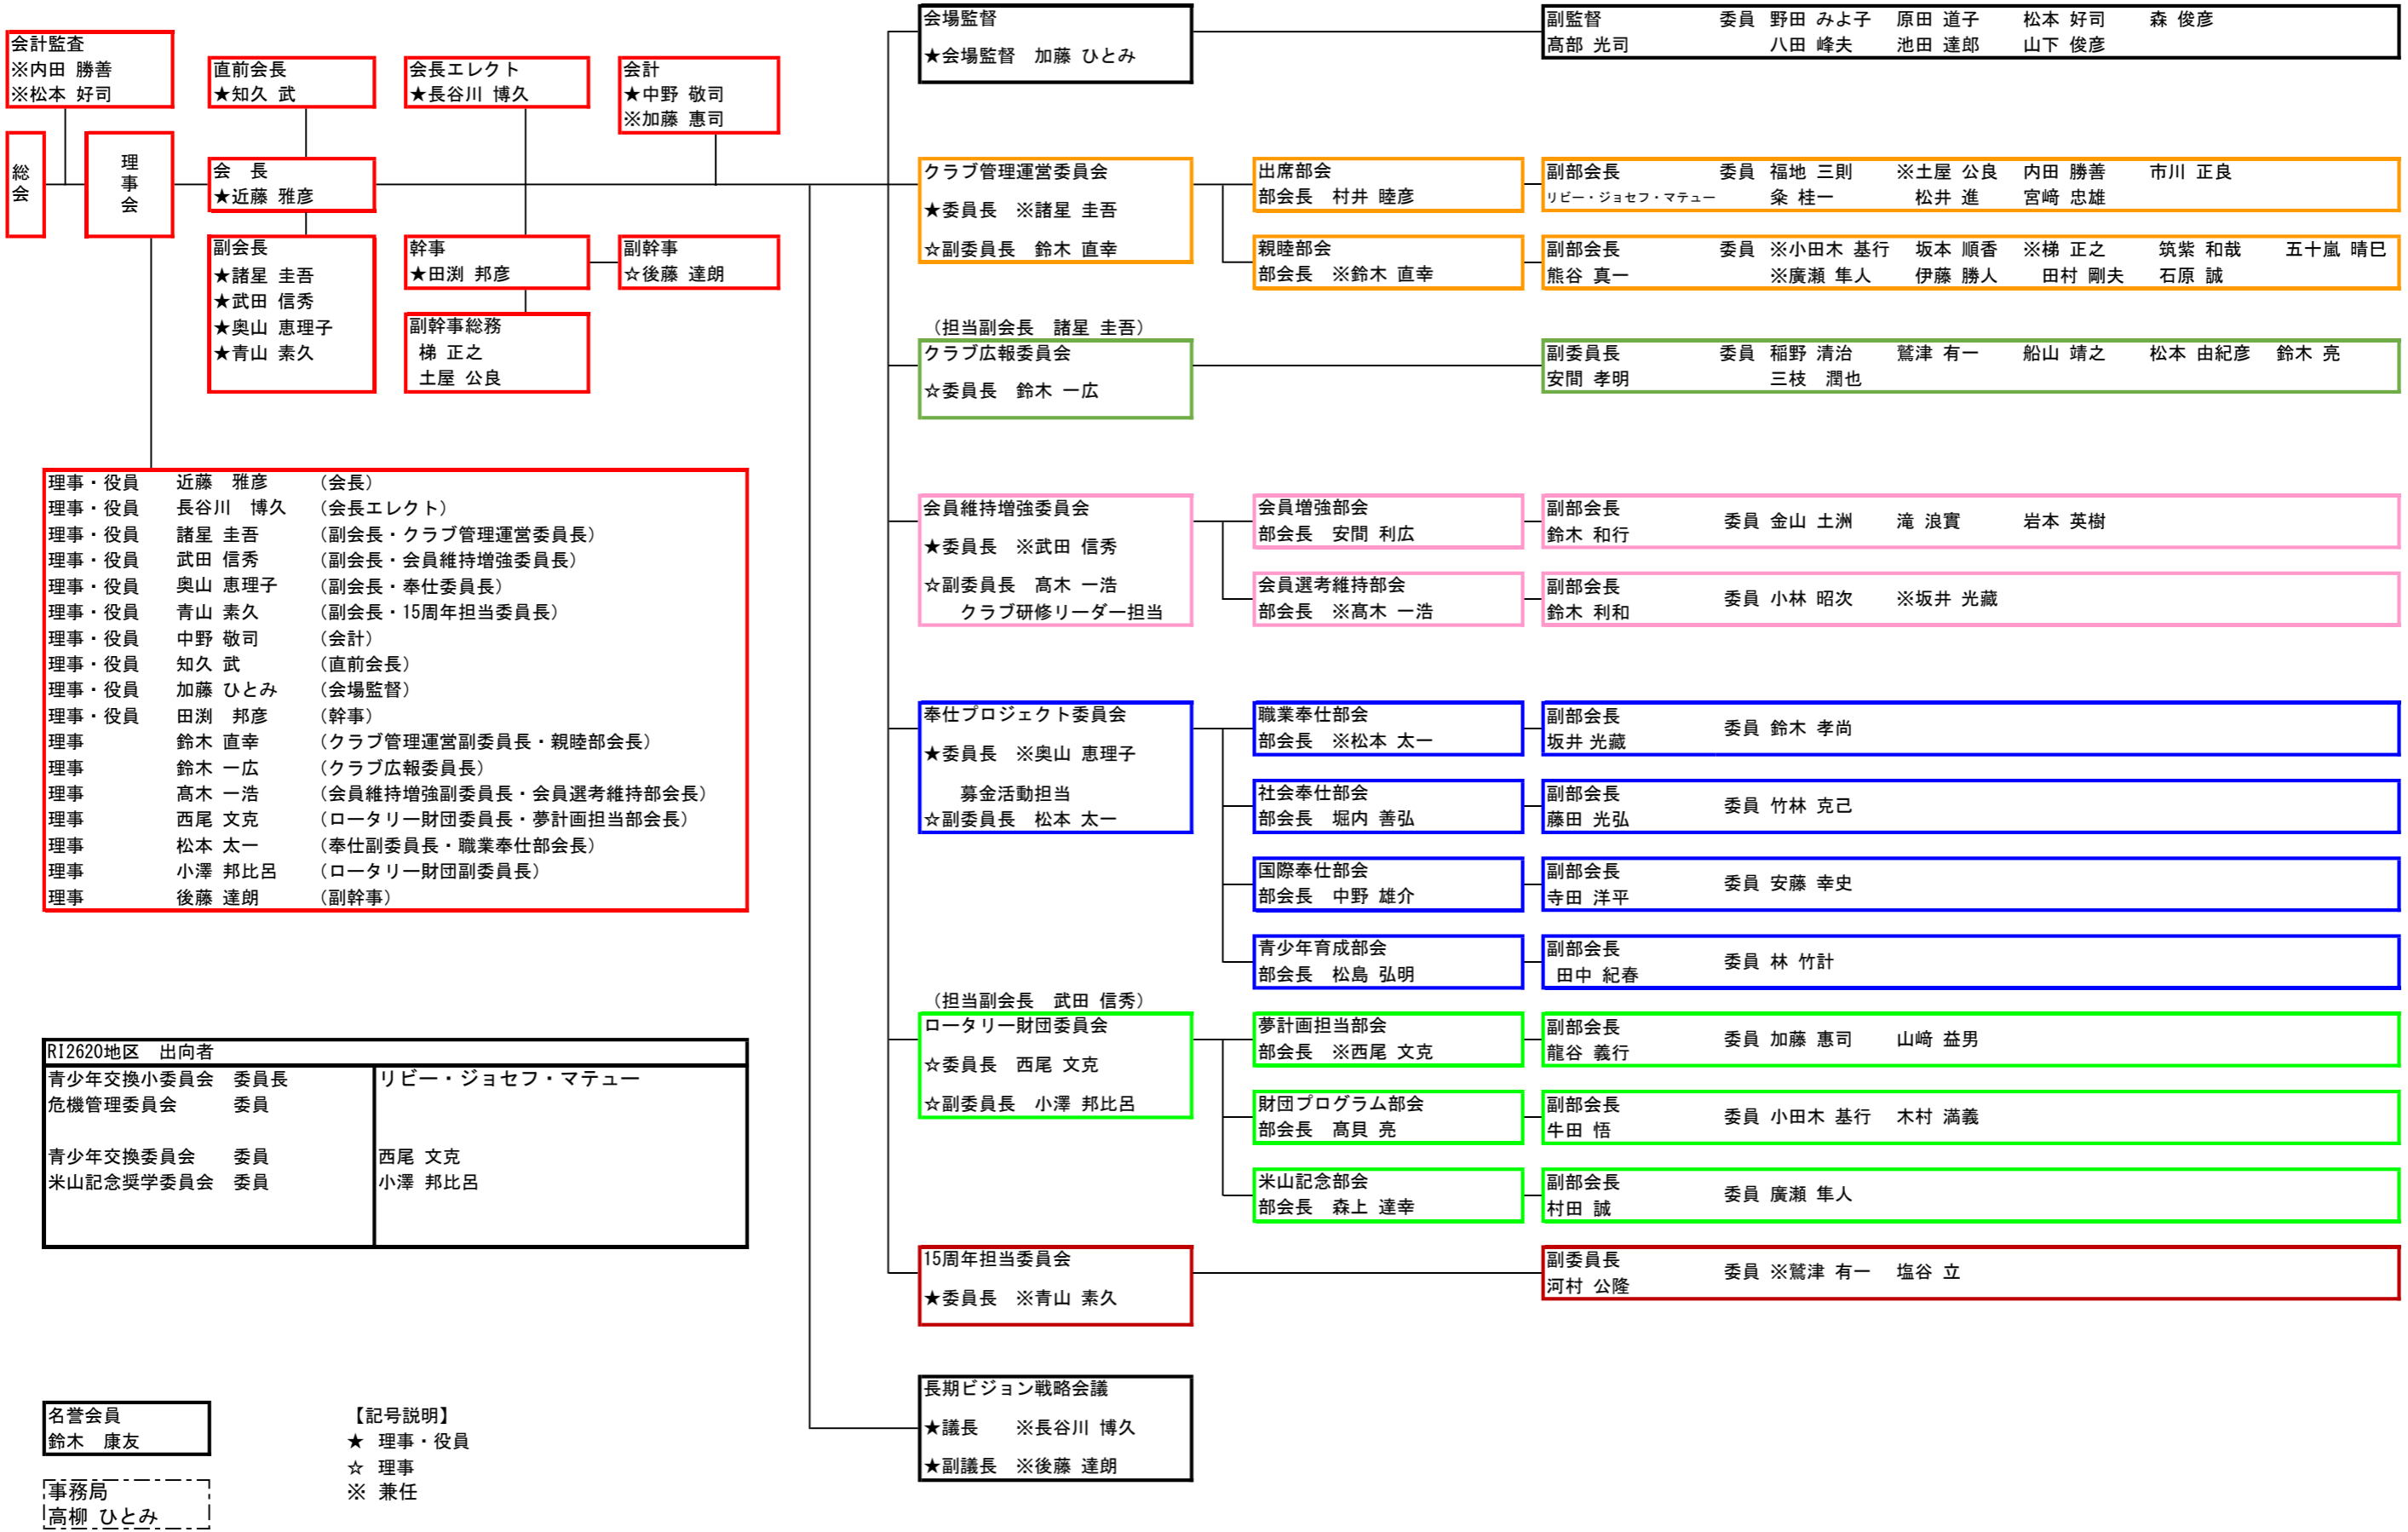 会計監査
※内田 勝善
※松本 好司
直前会長
★知久 武
会長エレクト
★長谷川 博久
会計
★中野 敬司
※加藤 惠司
総会
理事会
会　長
★近藤 雅彦
副会長
★諸星 圭吾
★武田 信秀
★奥山 恵理子
★青山 素久
幹事
★田渕 邦彦
副幹事
☆後藤 達朗
副幹事総務
梯 正之
土屋 公良
理事・役員　近藤　雅彦　（会長）
理事・役員　長谷川　博久　（会長エレクト）
理事・役員　諸星 圭吾　（副会長・クラブ管理運営委員長）
理事・役員　武田 信秀　（副会長・会員維持増強委員長）
理事・役員　奥山 恵理子　（副会長・奉仕委員長）
理事・役員　青山 素久　（副会長・15周年担当委員長）
理事・役員　中野 敬司　（会計）
理事・役員　知久 武　（直前会長）
理事・役員　加藤 ひとみ　（会場監督）
理事・役員　田渕　邦彦　（幹事）
理事　鈴木 直幸　（クラブ管理運営副委員長・親睦部会長）
理事　鈴木 一広　（クラブ広報委員長）
理事　髙木 一浩　（会員維持増強副委員長・会員選考維持部会長）
理事　西尾 文克　（ロータリー財団委員長・夢計画担当部会長）
理事　松本 太一　（奉仕副委員長・職業奉仕部会長）
理事　小澤 邦比呂　（ロータリー財団副委員長）
理事　後藤 達朗　（副幹事）
RI2620地区　出向者
青少年交換小委員会　委員長　リビー・ジョセフ・マテュー
危機管理委員会　委員
青少年交換委員会　委員　西尾 文克
米山記念奨学委員会　委員　小澤 邦比呂
名誉会員
鈴木　康友
事務局
高柳 ひとみ
【記号説明】
★ 理事・役員
☆ 理事
※ 兼任
会場監督
★会場監督　加藤 ひとみ
副監督　委員 野田 みよ子　原田 道子　松本 好司　森 俊彦
髙部 光司　八田 峰夫　池田 達郎　山下 俊彦
クラブ管理運営委員会
★委員長　※諸星 圭吾
☆副委員長　鈴木 直幸
出席部会
部会長　村井 睦彦
副部会長　委員 福地 三則　※土屋 公良　内田 勝善　市川 正良
リビー・ジョセフ・マテュー　粂 桂一　松井 進　宮﨑 忠雄
親睦部会
部会長　※鈴木 直幸
副部会長　委員 ※小田木 基行　坂本 順香　※梯 正之　筑紫 和哉　五十嵐 晴巳
熊谷 真一　※廣瀬 隼人　伊藤 勝人　田村 剛夫　石原 誠
（担当副会長　諸星 圭吾）
クラブ広報委員会
☆委員長　鈴木 一広
副委員長　委員 稲野 清治　鷲津 有一　船山 靖之　松本 由紀彦　鈴木 亮
安間 孝明　三枝　潤也
会員維持増強委員会
★委員長　※武田 信秀
☆副委員長　髙木 一浩
クラブ研修リーダー担当
会員増強部会
部会長　安間 利広
副部会長
鈴木 和行
委員 金山 土洲　滝 浪實　岩本 英樹
会員選考維持部会
部会長　※髙木 一浩
副部会長
鈴木 利和
委員 小林 昭次　※坂井 光藏
奉仕プロジェクト委員会
★委員長　※奥山 恵理子
募金活動担当
☆副委員長　松本 太一
職業奉仕部会
部会長　※松本 太一
副部会長
坂井 光藏
委員 鈴木 孝尚
社会奉仕部会
部会長　堀内 善弘
副部会長
藤田 光弘
委員 竹林 克己
国際奉仕部会
部会長　中野 雄介
副部会長
寺田 洋平
委員 安藤 幸史
青少年育成部会
部会長　松島 弘明
副部会長
田中 紀春
委員 林 竹計
（担当副会長　武田 信秀）
ロータリー財団委員会
☆委員長　西尾 文克
☆副委員長　小澤 邦比呂
夢計画担当部会
部会長　※西尾 文克
副部会長
龍谷 義行
委員 加藤 惠司　山﨑 益男
財団プログラム部会
部会長　髙貝 亮
副部会長
牛田 悟
委員 小田木 基行　木村 満義
米山記念部会
部会長　森上 達幸
副部会長
村田 誠
委員 廣瀬 隼人
15周年担当委員会
★委員長　※青山 素久
副委員長
河村 公隆
委員 ※鷲津 有一　塩谷 立
長期ビジョン戦略会議
★議長　※長谷川 博久
★副議長　※後藤 達朗